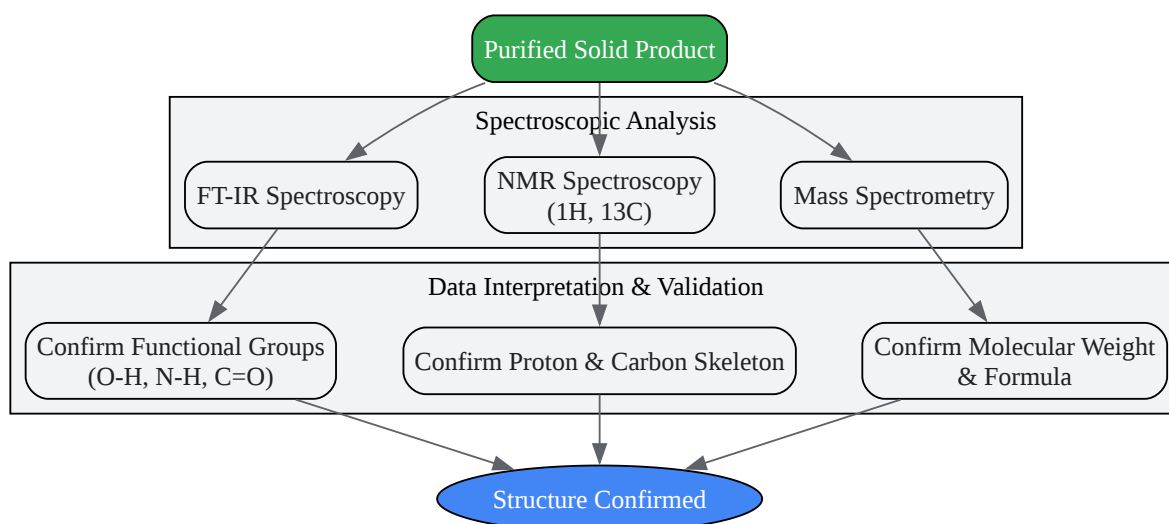 Purified Solid Product
Spectroscopic Analysis
FT-IR Spectroscopy
NMR Spectroscopy
(1H, 13C)
Mass Spectrometry
Data Interpretation & Validation
Confirm Functional Groups
(O-H, N-H, C=O)
Confirm Proton & Carbon Skeleton
Confirm Molecular Weight
& Formula
Structure Confirmed